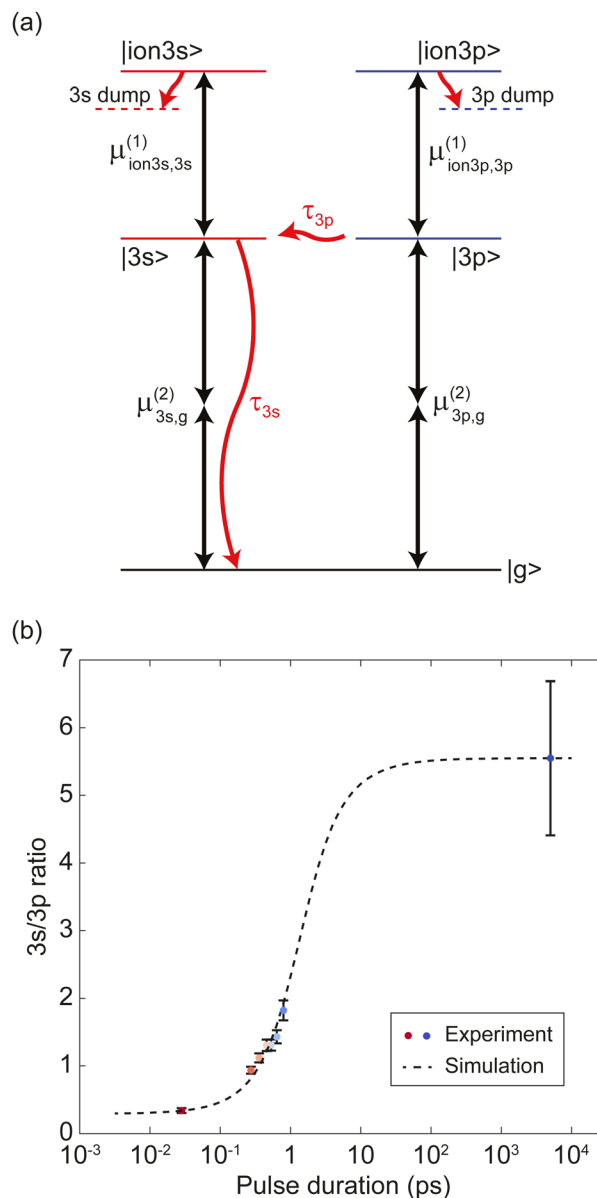 (a)
|ion3s>
|ion3p>
3s dump
3p dump
μ(1)ion3s,3s
μ(1)ion3p,3p
τ3p
|3s>
|3p>
μ(2)3s,g
τ3s
μ(2)3p,g
|g>
(b)
7
6
5
4
3
2
1
0
3s/3p ratio
Experiment
Simulation
10-3 10-2 10-1 1 10 102 103 104
Pulse duration (ps)